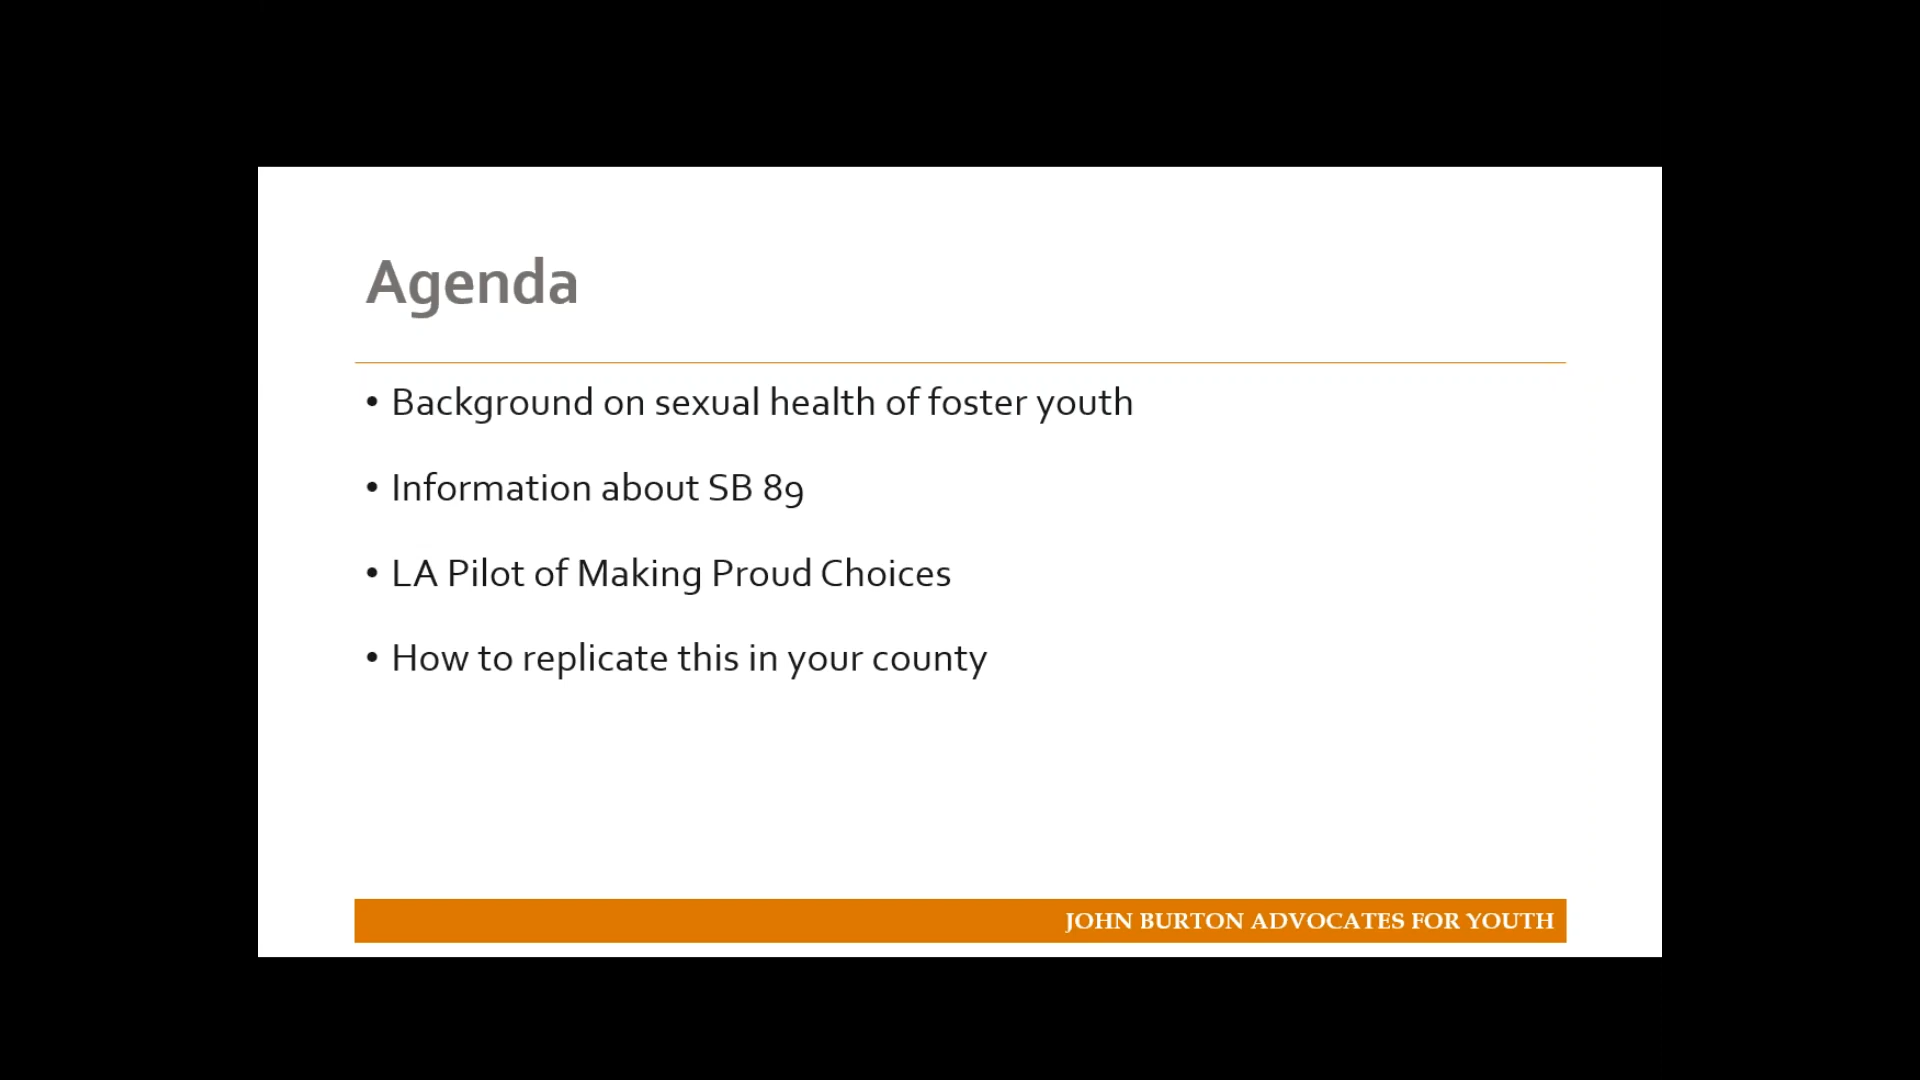 Agenda
• Background on sexual health of foster youth
• Information about SB 89
• LA Pilot of Making Proud Choices
• How to replicate this in your county
JOHN BURTON ADVOCATES FOR YOUTH